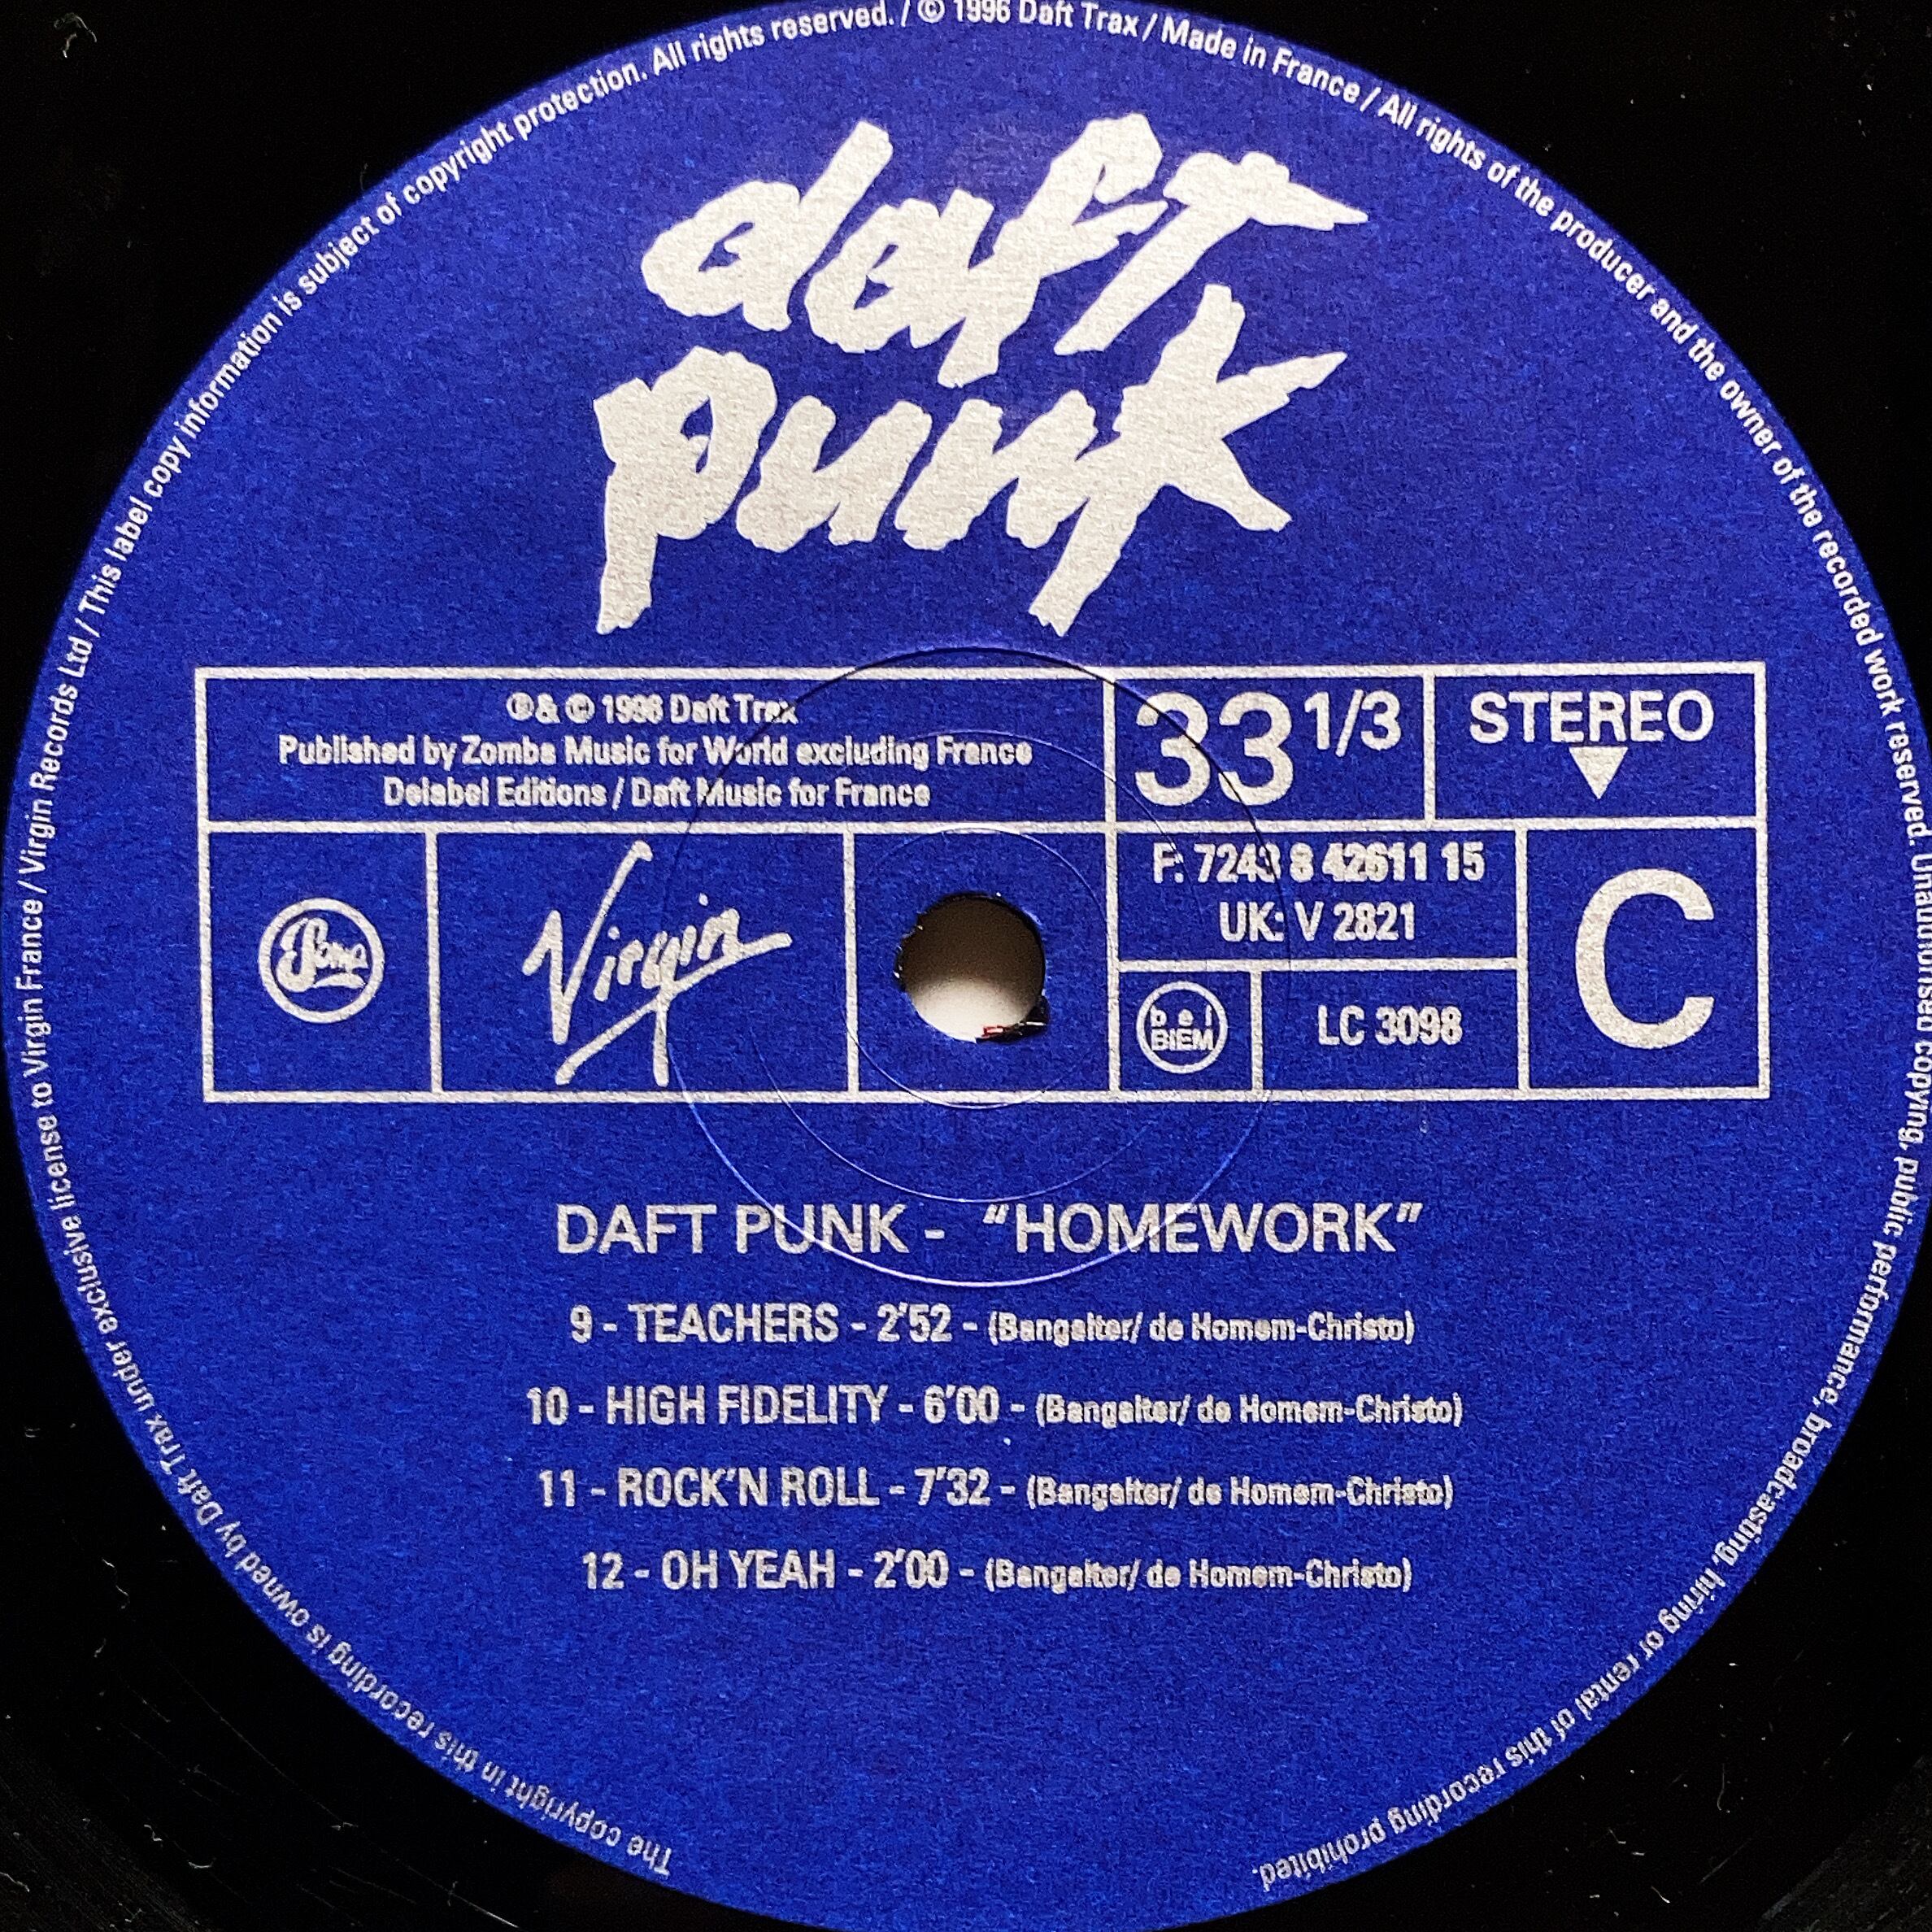 The copyright in this recording is owned by Daft Trax under exclusive license to Virgin France / Virgin Records Ltd / This label copy information is subject of copyright protection. All rights reserved. / © 1996 Daft Trax / Made in France / All rights of the producer and the owner of the recorded work reserved. Unauthorised copying, public performance, broadcasting, hiring or rental of this recording prohibited.
daft
punk
℗ & © 1996 Daft Trax
Published by Zomba Music for World excluding France
Delabel Editions / Daft Music for France
33 1/3
STEREO
Soma
Virgin
F: 7243 8 42611 15
UK: V 2821
bel
BIEM
LC 3098
C
DAFT PUNK - “HOMEWORK”
9 - TEACHERS - 2’52 - (Bangalter/ de Homem-Christo)
10 - HIGH FIDELITY - 6’00 - (Bangalter/ de Homem-Christo)
11 - ROCK’N ROLL - 7’32 - (Bangalter/ de Homem-Christo)
12 - OH YEAH - 2’00 - (Bangalter/ de Homem-Christo)